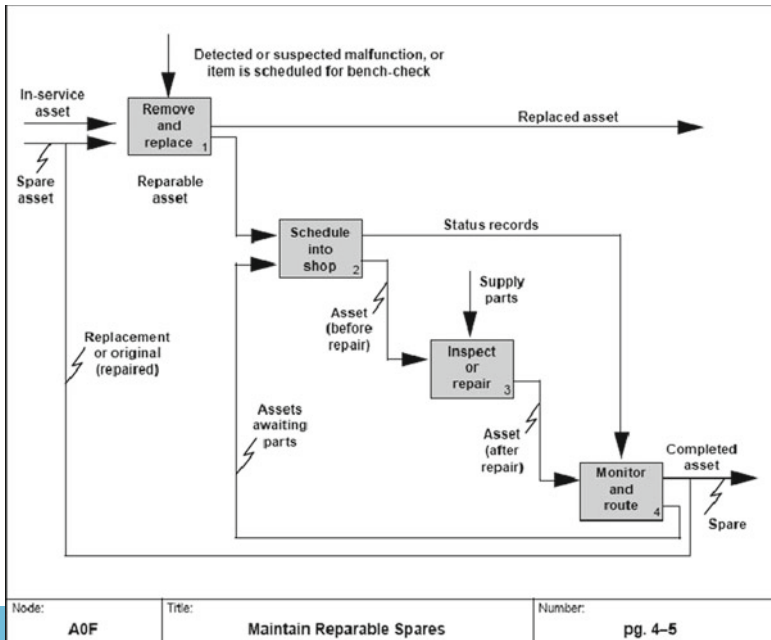 Detected or suspected malfunction, or
item is scheduled for bench-check
In-service
asset
Remove
and
replace
1
Replaced asset
Spare
asset
Reparable
asset
Schedule
into
shop
2
Status records
Supply
parts
Asset
(before
repair)
Replacement
or original
(repaired)
Inspect
or
repair
3
Assets
awaiting
parts
Asset
(after
repair)
Completed
asset
Monitor
and
route
4
Spare
Node:
A0F
Title:
Maintain Reparable Spares
Number:
pg. 4–5